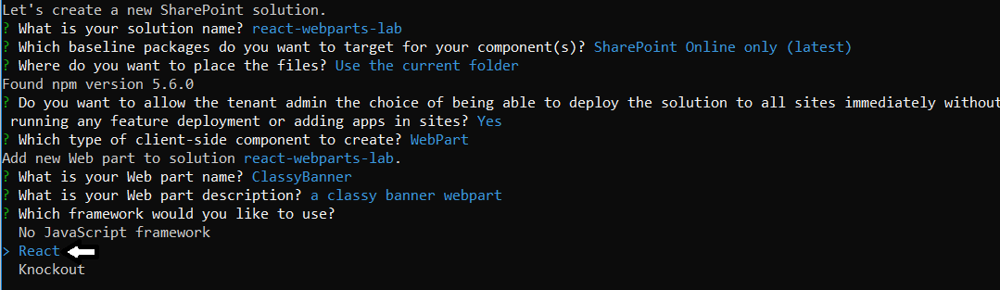 Let's create a new SharePoint solution.
? What is your solution name? react-webparts-lab
? Which baseline packages do you want to target for your component(s)? SharePoint Online only (latest)
? Where do you want to place the files? Use the current folder
Found npm version 5.6.0
? Do you want to allow the tenant admin the choice of being able to deploy the solution to all sites immediately without
running any feature deployment or adding apps in sites? Yes
? Which type of client-side component to create? WebPart
Add new Web part to solution react-webparts-lab.
? What is your Web part name? ClassyBanner
? What is your Web part description? a classy banner webpart
? Which framework would you like to use?
No JavaScript framework
> React
Knockout